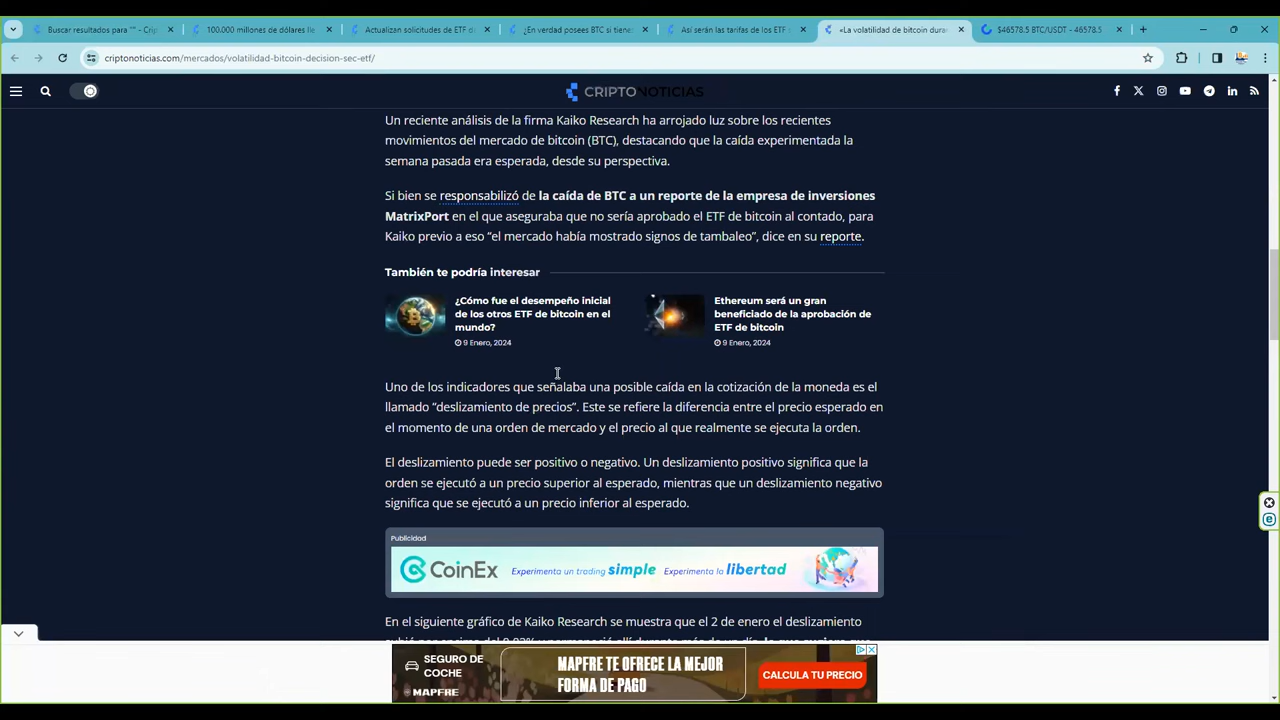 Buscar resultados para "" - Crip
100.000 millones de dólares lle
Actualizan solicitudes de ETF d
¿En verdad posees BTC si tienes
Así serán las tarifas de los ETF
«La volatilidad de bitcoin dura
$46578.5 BTC/USDT - 46578.5
criptonoticias.com/mercados/volatilidad-bitcoin-decision-sec-etf/
CRIPTONOTICIAS
Un reciente análisis de la firma Kaiko Research ha arrojado luz sobre los recientes
movimientos del mercado de bitcoin (BTC), destacando que la caída experimentada la
semana pasada era esperada, desde su perspectiva.
Si bien se responsabilizó de la caída de BTC a un reporte de la empresa de inversiones
MatrixPort en el que aseguraba que no sería aprobado el ETF de bitcoin al contado, para
Kaiko previo a eso “el mercado había mostrado signos de tambaleo”, dice en su reporte.
También te podría interesar
¿Cómo fue el desempeño inicial
de los otros ETF de bitcoin en el
mundo?
9 Enero, 2024
Ethereum será un gran
beneficiado de la aprobación de
ETF de bitcoin
9 Enero, 2024
Uno de los indicadores que señalaba una posible caída en la cotización de la moneda es el
llamado “deslizamiento de precios”. Este se refiere la diferencia entre el precio esperado en
el momento de una orden de mercado y el precio al que realmente se ejecuta la orden.
El deslizamiento puede ser positivo o negativo. Un deslizamiento positivo significa que la
orden se ejecutó a un precio superior al esperado, mientras que un deslizamiento negativo
significa que se ejecutó a un precio inferior al esperado.
Publicidad
CoinEx Experimenta un trading simple Experimenta la libertad
En el siguiente gráfico de Kaiko Research se muestra que el 2 de enero el deslizamiento
SEGURO DE
COCHE
MAPFRE
MAPFRE TE OFRECE LA MEJOR
FORMA DE PAGO
CALCULA TU PRECIO